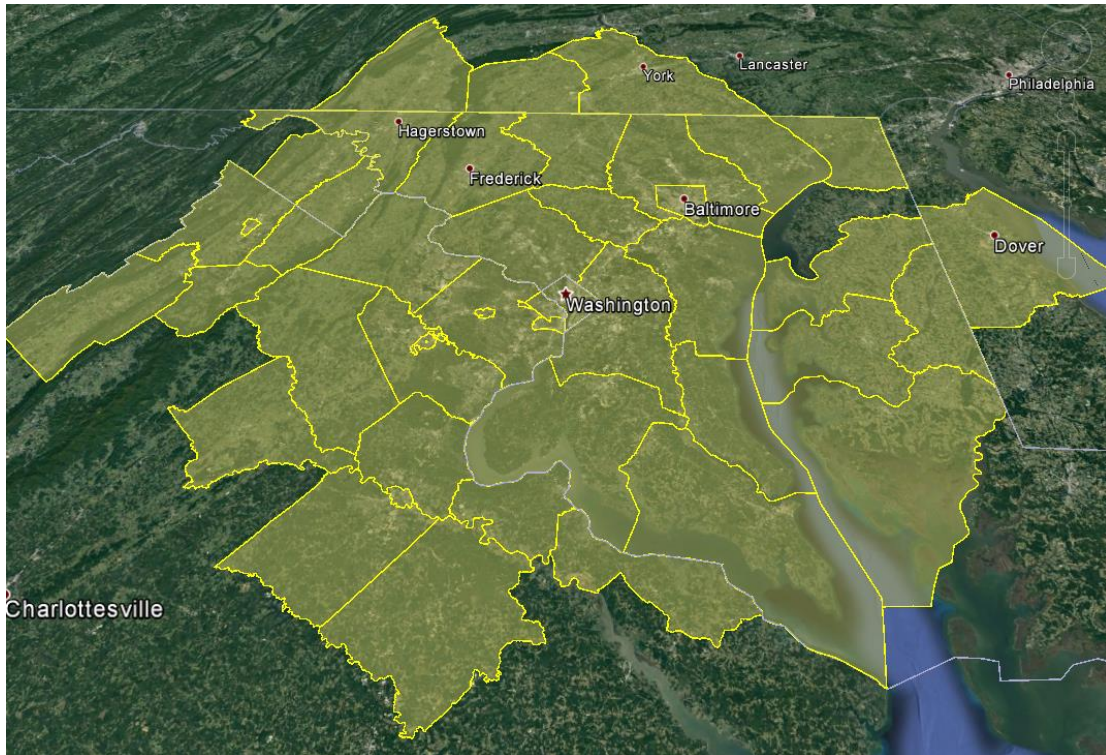 Lancaster
York
Philadelphia
Hagerstown
Frederick
Baltimore
Dover
Washington
Charlottesville